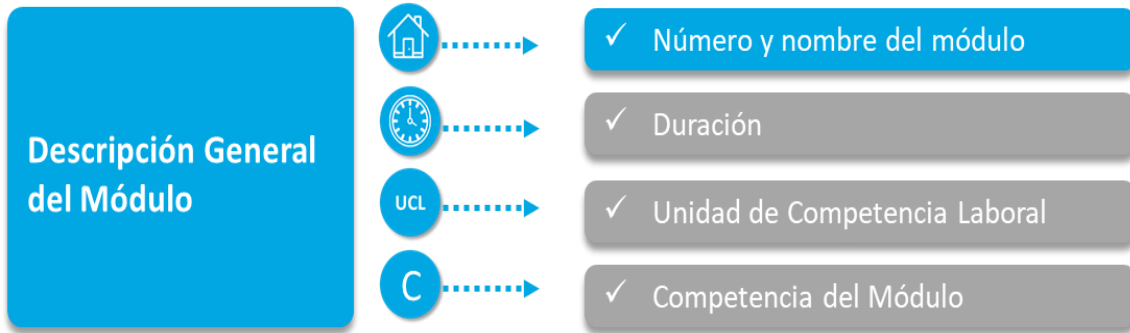 Descripción General
del Módulo
✓ Número y nombre del módulo
✓ Duración
UCL
✓ Unidad de Competencia Laboral
C
✓ Competencia del Módulo